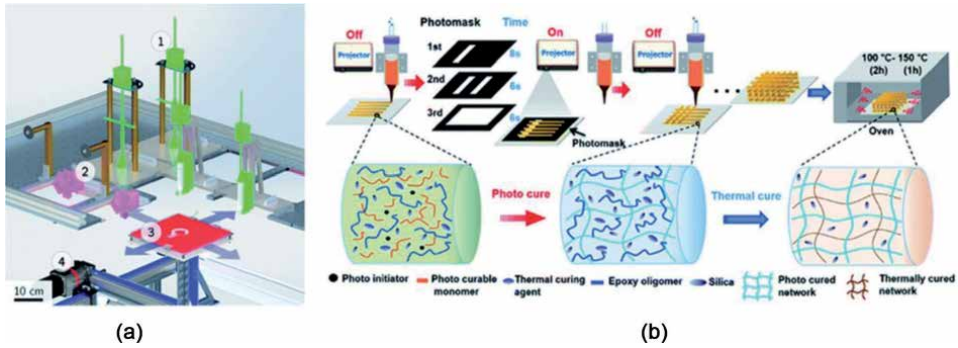 1
2
3
4
10 cm
(a)
Off
Projector
Photomask
Time
1st
8s
2nd
6s
3rd
6s
On
Projector
Photomask
Off
Projector
100 °C- 150 °C
(2h) (1h)
Oven
Photo cure
Thermal cure
Photo initiator
Photo curable
monomer
Thermal curing
agent
Epoxy oligomer
Silica
Photo cured
network
Thermally cured
network
(b)